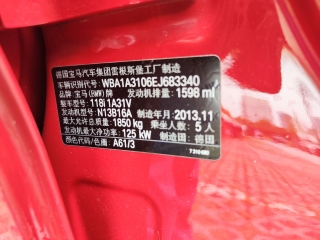 德国宝马汽车集团雷根斯堡工厂制造
车辆识别代号: WBA1A3106EJ683340
品牌: 宝马(BMW)牌 发动机排量: 1598 ml
整车型号: 118i 1A31V
发动机型号: N13B16A 制造年月: 2013.11
最大允许总质量: 1850 kg 乘坐人数: 5 人
发动机最大净功率: 125 kW 制造国: 德国
颜色代码/色圈: A61/3